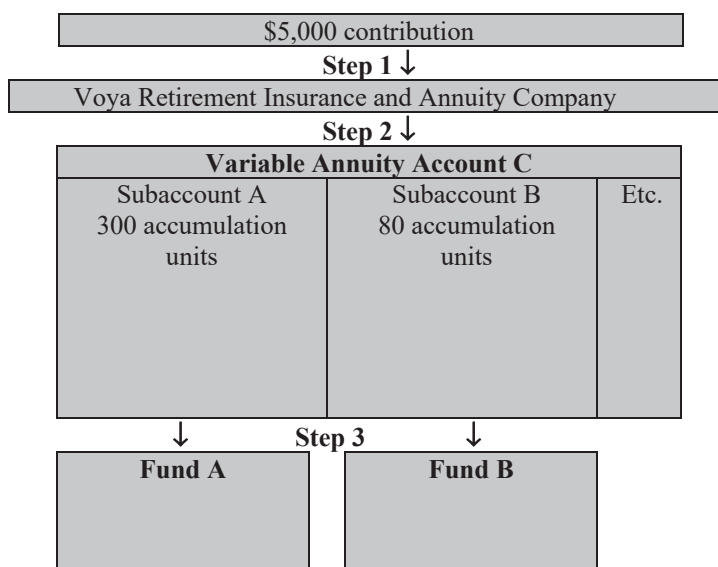 $5,000 contribution
Step 1 ↓
Voya Retirement Insurance and Annuity Company
Step 2 ↓
Variable Annuity Account C
Subaccount A
300 accumulation
units
Subaccount B
80 accumulation
units
Etc.
↓ Step 3 ↓
Fund A
Fund B